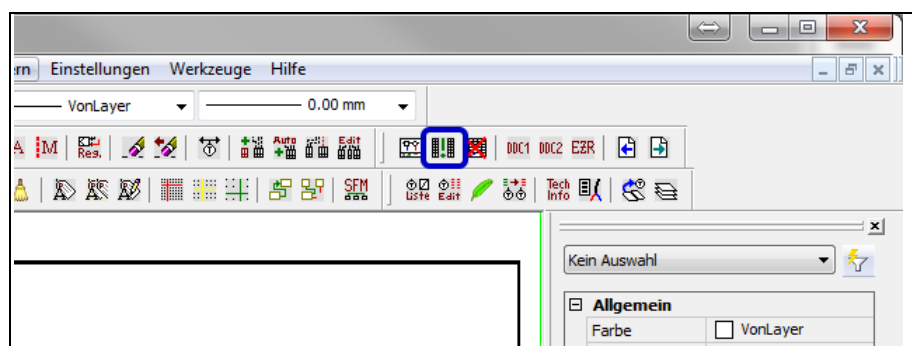 ern Einstellungen Werkzeuge Hilfe
VonLayer 0.00 mm
A M Res. Auto Edit DDC1 DDC2 EZR
SFM Liste Edit Tech Info
Kein Auswahl
Allgemein
Farbe VonLayer